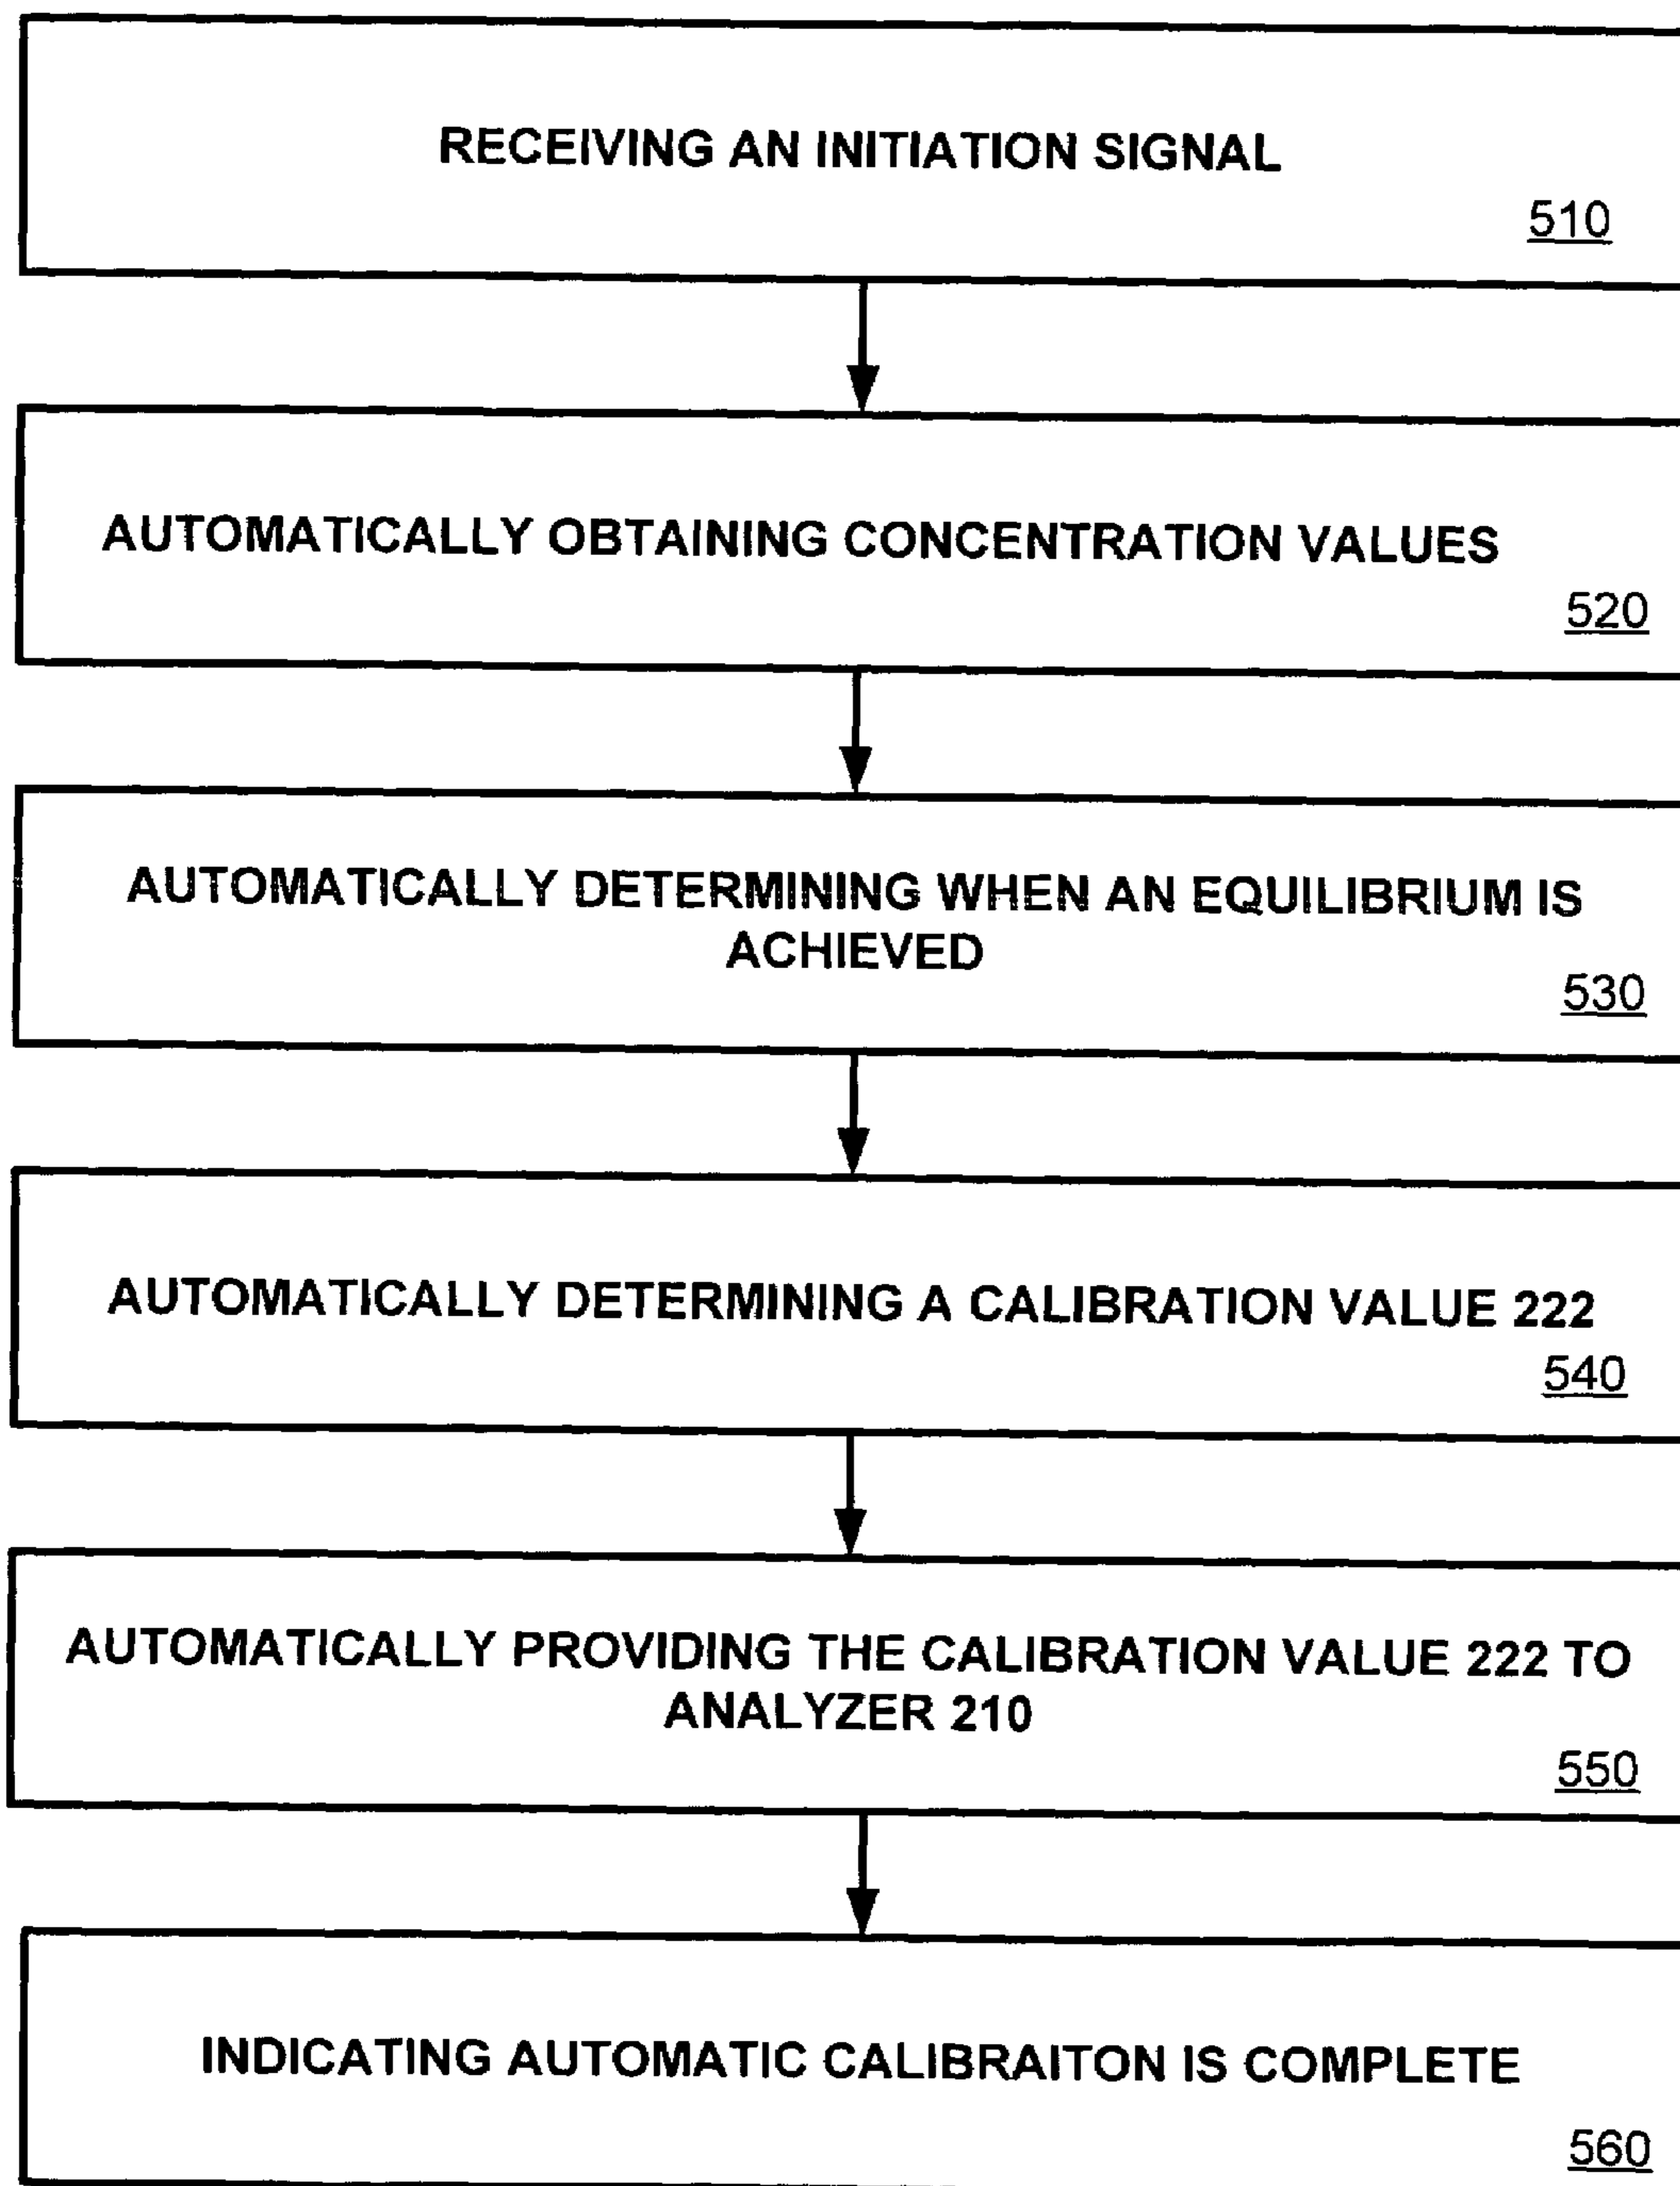 RECEIVING AN INITIATION SIGNAL
510
AUTOMATICALLY OBTAINING CONCENTRATION VALUES
520
AUTOMATICALLY DETERMINING WHEN AN EQUILIBRIUM IS
ACHIEVED
530
AUTOMATICALLY DETERMINING A CALIBRATION VALUE 222
540
AUTOMATICALLY PROVIDING THE CALIBRATION VALUE 222 TO
ANALYZER 210
550
INDICATING AUTOMATIC CALIBRAITON IS COMPLETE
560